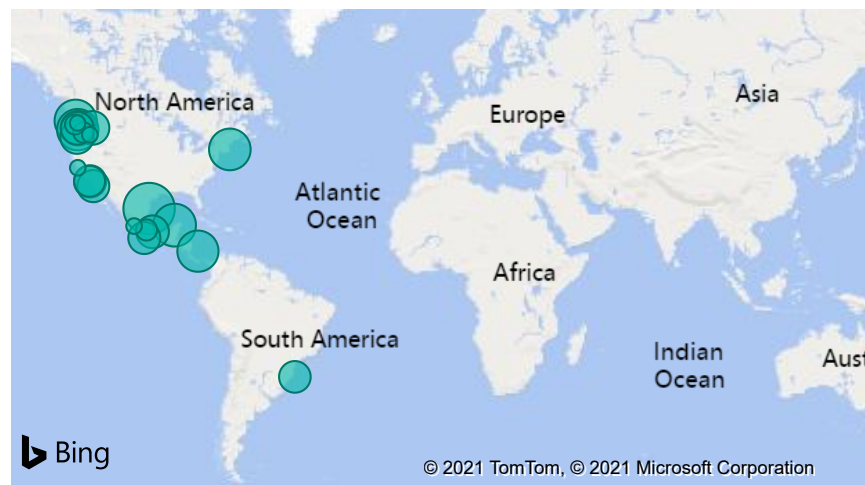 North America
Europe
Asia
Atlantic
Ocean
Africa
South America
Indian
Ocean
Aust
Bing
© 2021 TomTom, © 2021 Microsoft Corporation